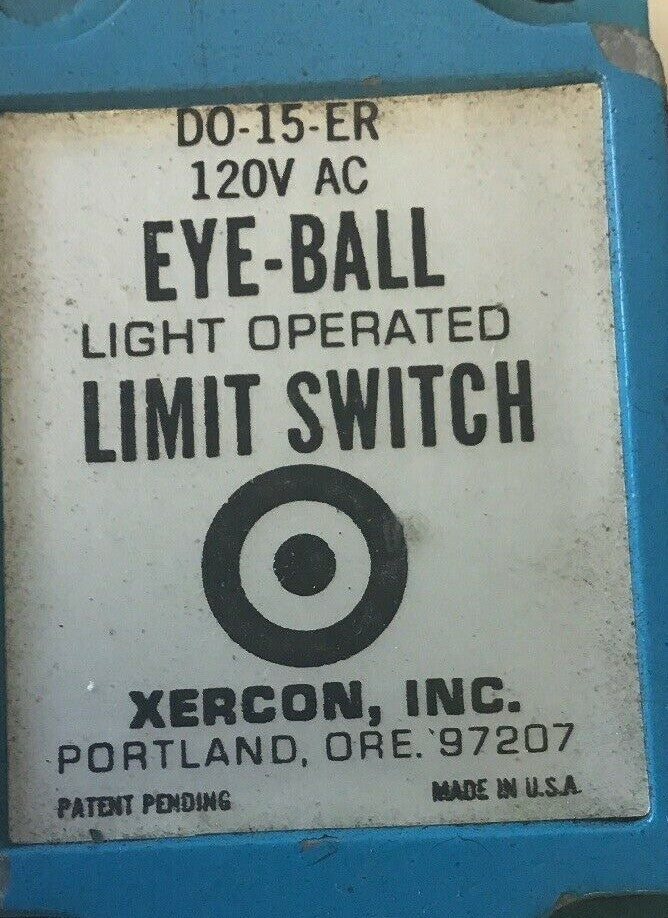 DO-15-ER
120V AC
EYE-BALL
LIGHT OPERATED
LIMIT SWITCH
XERCON, INC.
PORTLAND, ORE. 97207
PATENT PENDING
MADE IN U.S.A.